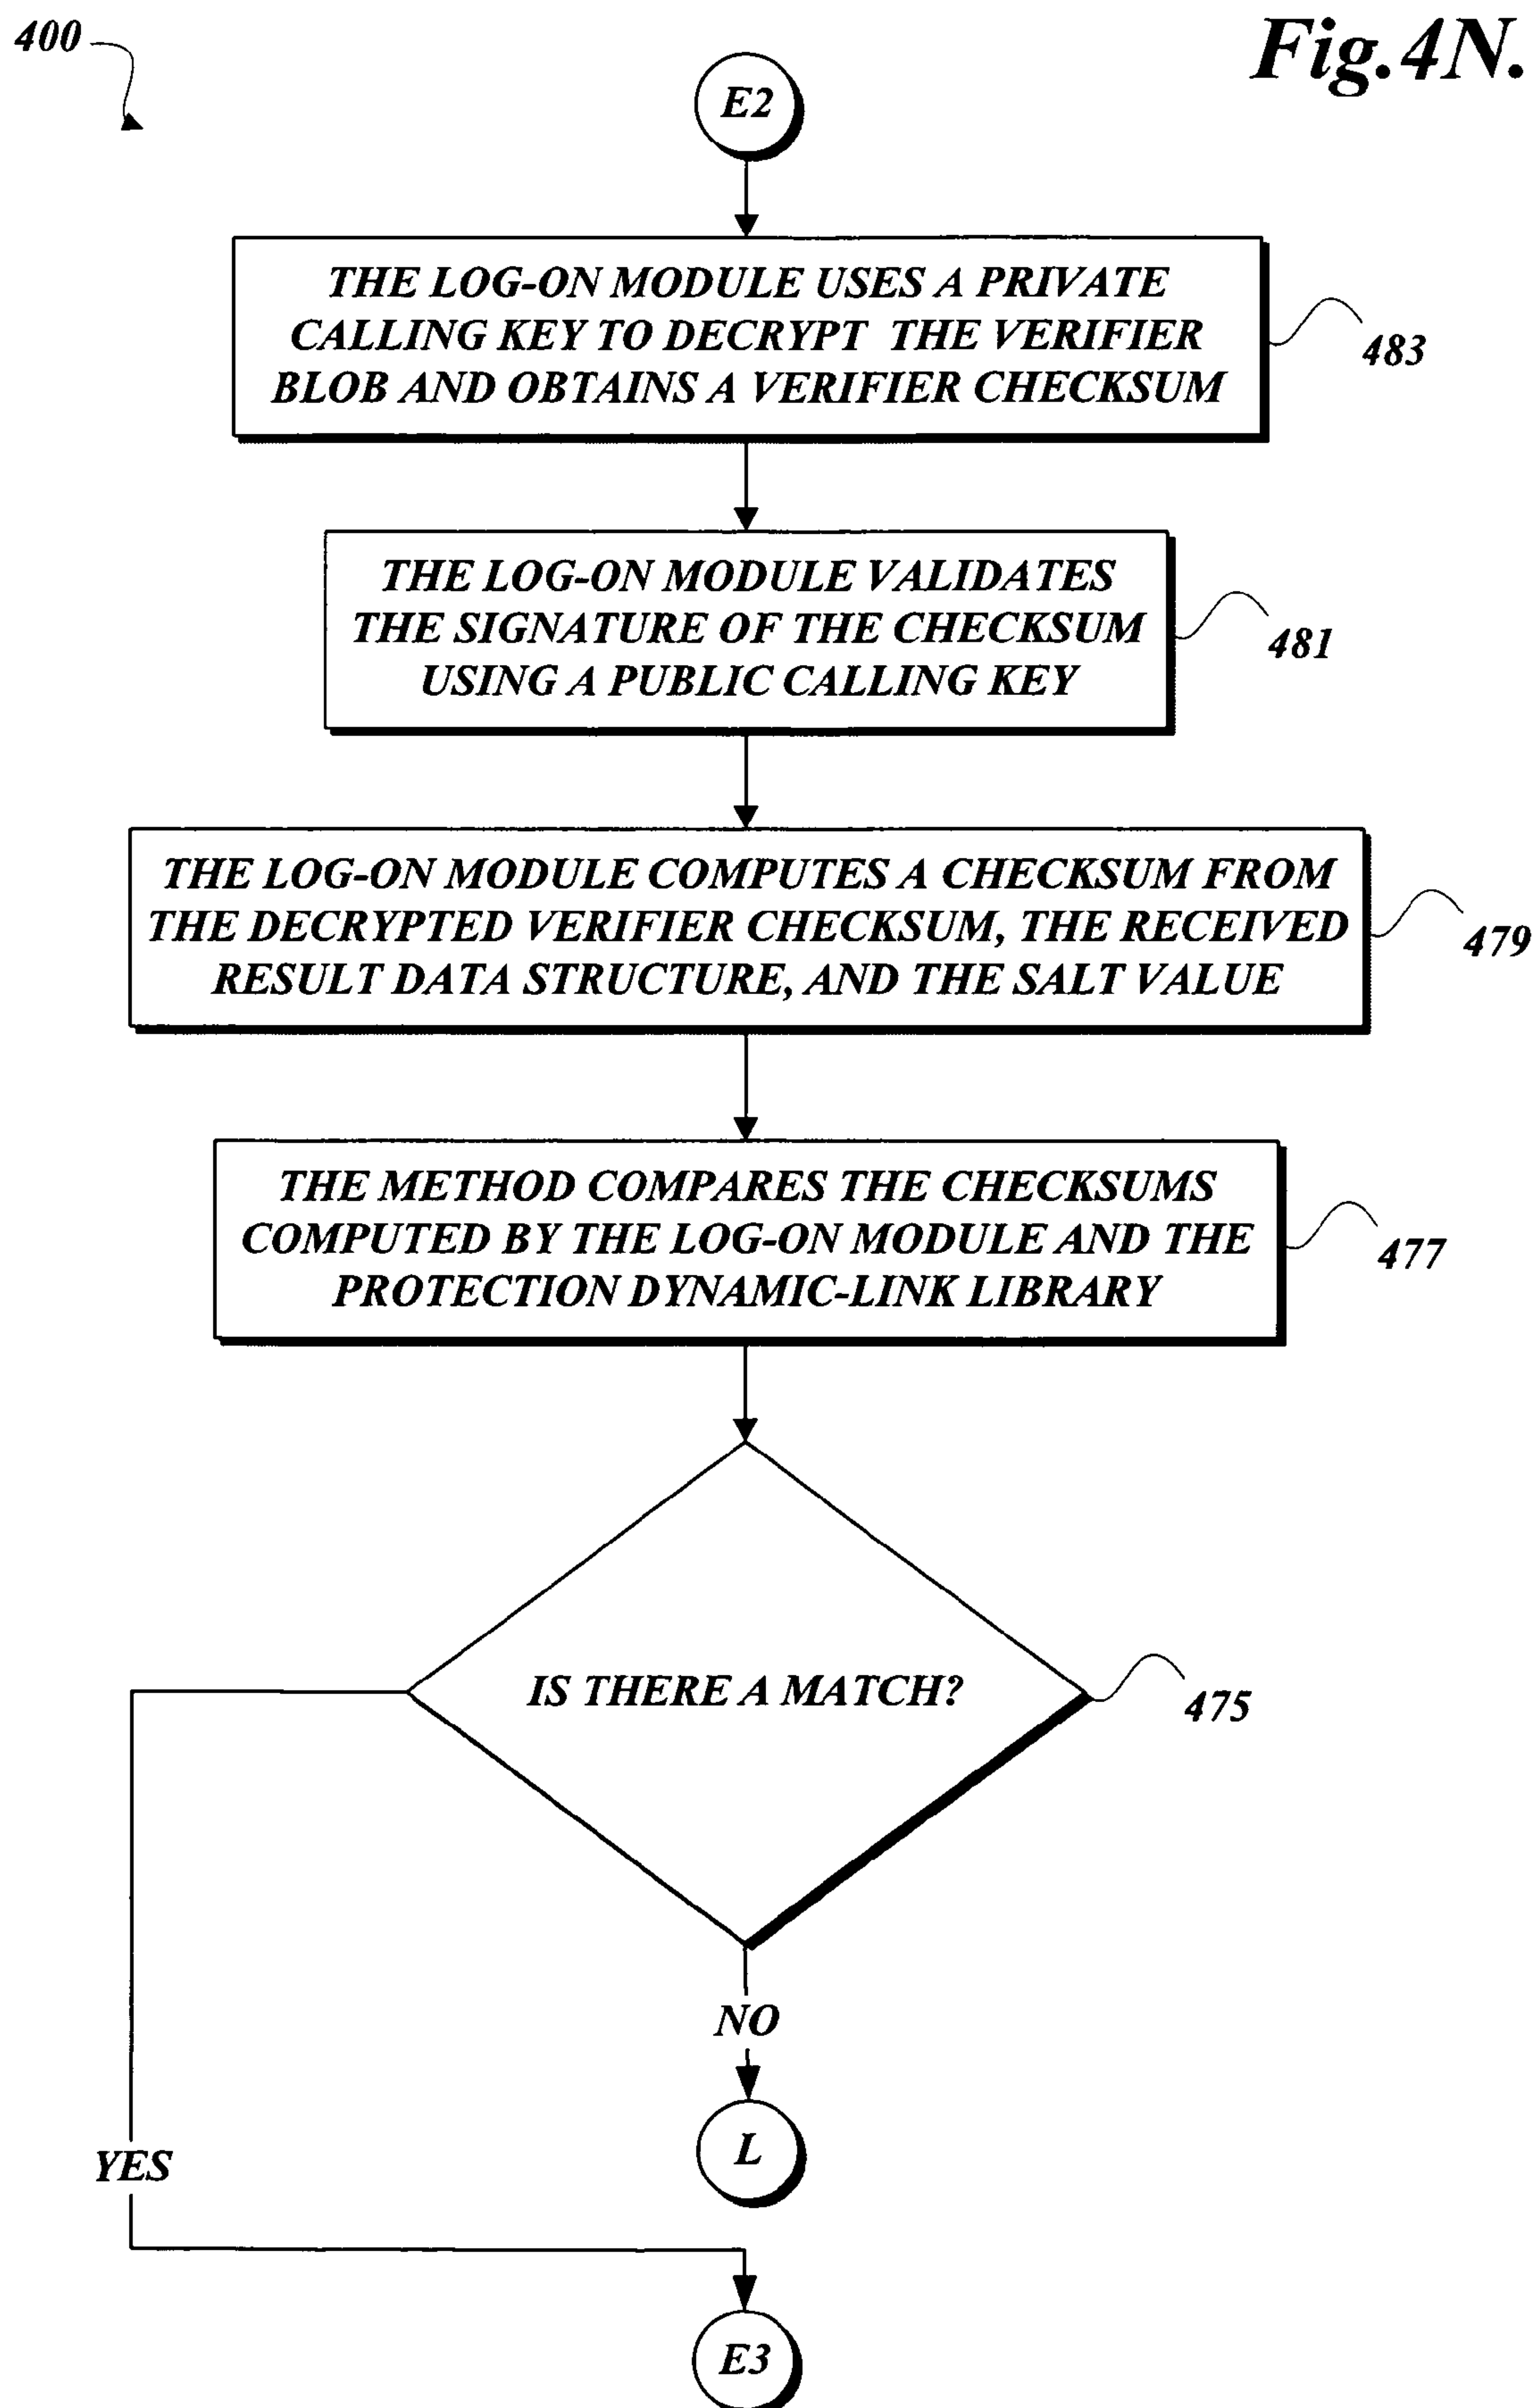 400
Fig.4N.
E2
THE LOG-ON MODULE USES A PRIVATE
CALLING KEY TO DECRYPT THE VERIFIER
BLOB AND OBTAINS A VERIFIER CHECKSUM
483
THE LOG-ON MODULE VALIDATES
THE SIGNATURE OF THE CHECKSUM
USING A PUBLIC CALLING KEY
481
THE LOG-ON MODULE COMPUTES A CHECKSUM FROM
THE DECRYPTED VERIFIER CHECKSUM, THE RECEIVED
RESULT DATA STRUCTURE, AND THE SALT VALUE
479
THE METHOD COMPARES THE CHECKSUMS
COMPUTED BY THE LOG-ON MODULE AND THE
PROTECTION DYNAMIC-LINK LIBRARY
477
IS THERE A MATCH?
475
NO
L
YES
E3